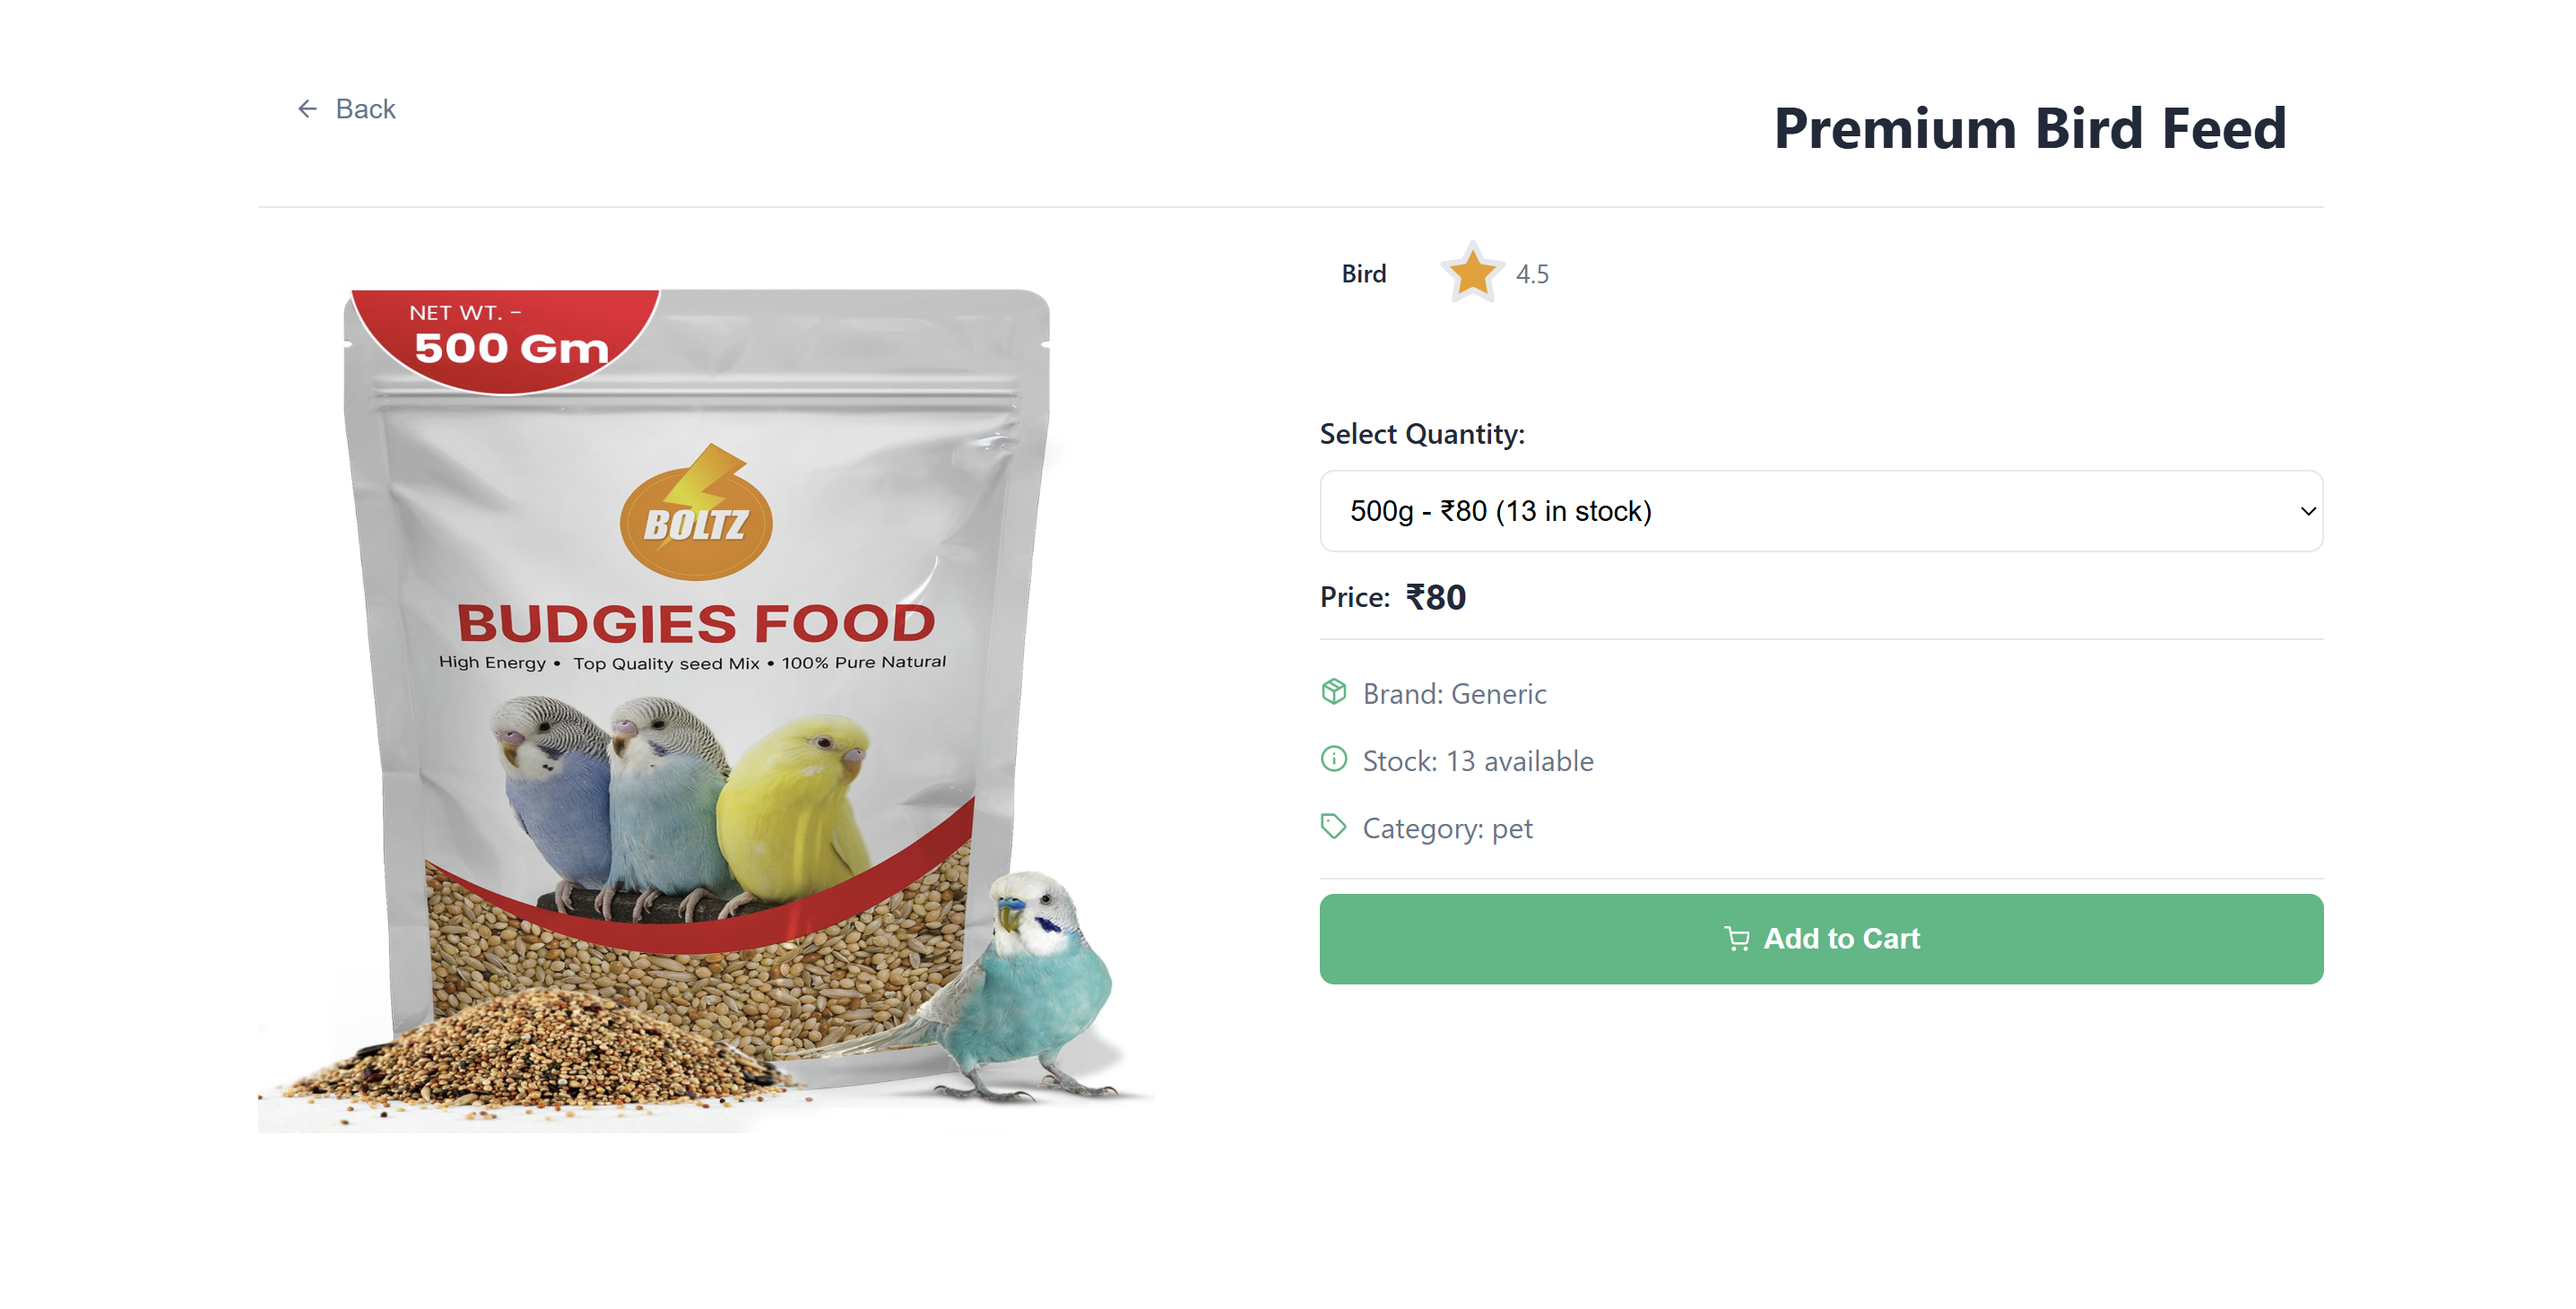 Back
Premium Bird Feed
NET WT. –
500 Gm
BOLTZ
BUDGIES FOOD
High Energy • Top Quality seed Mix • 100% Pure Natural
Bird
4.5
Select Quantity:
500g - ₹80 (13 in stock)
Price: ₹80
Brand: Generic
Stock: 13 available
Category: pet
Add to Cart